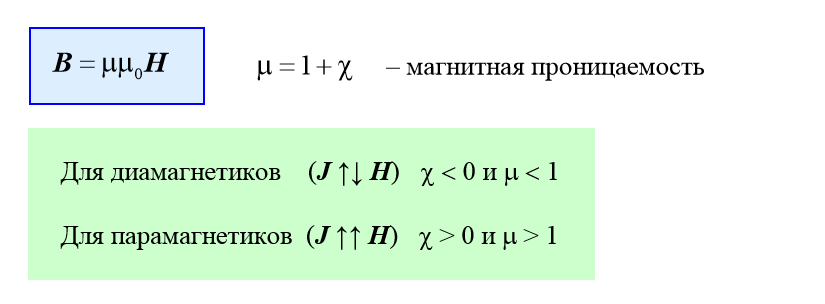 B = μμ₀H μ = 1 + χ – магнитная проницаемость
Для диамагнетиков (J ↑↓ H) χ < 0 и μ < 1
Для парамагнетиков (J ↑↑ H) χ > 0 и μ > 1